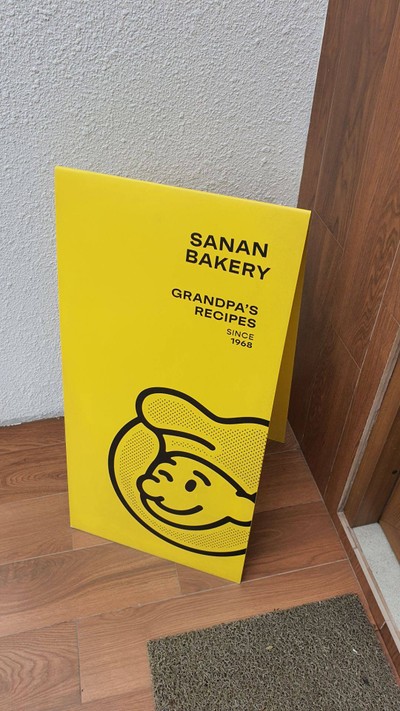 SANAN
BAKERY
GRANDPA'S
RECIPES
SINCE
1968